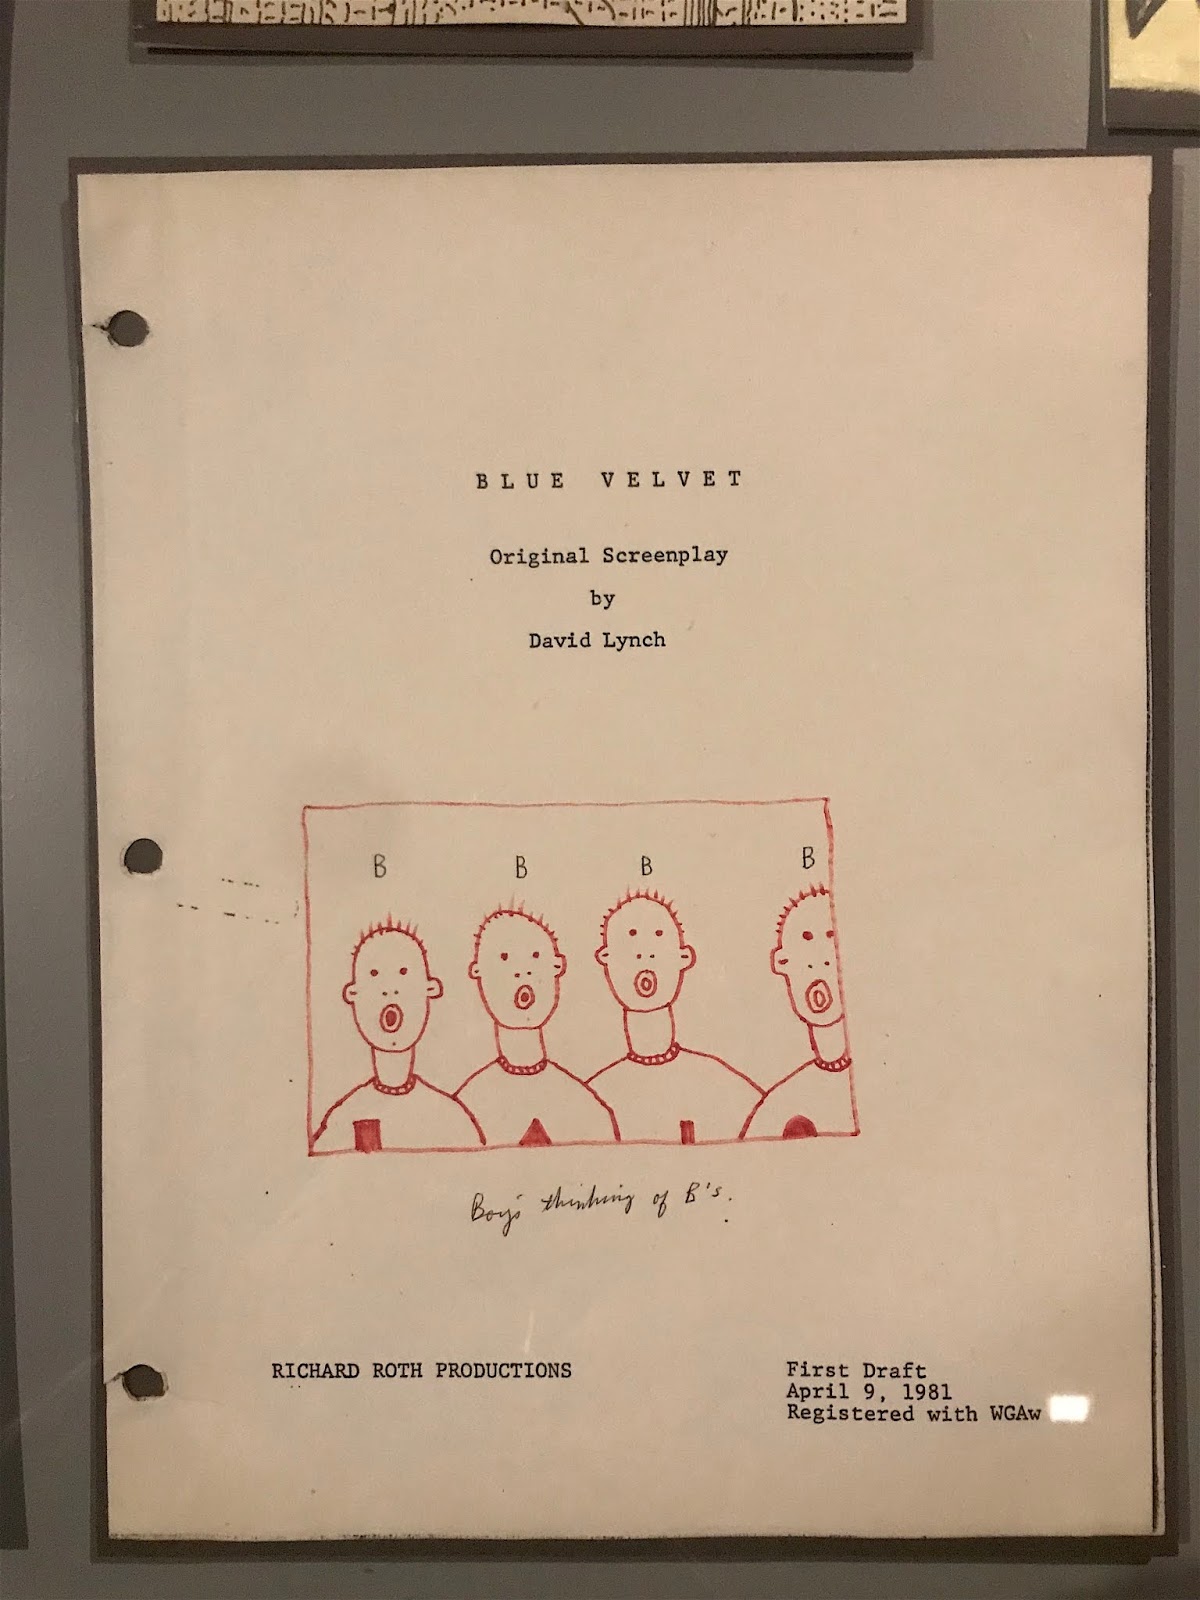 BLUE VELVET
Original Screenplay
by
David Lynch
B B B B
Boys thinking of B's.
RICHARD ROTH PRODUCTIONS
First Draft
April 9, 1981
Registered with WGAw